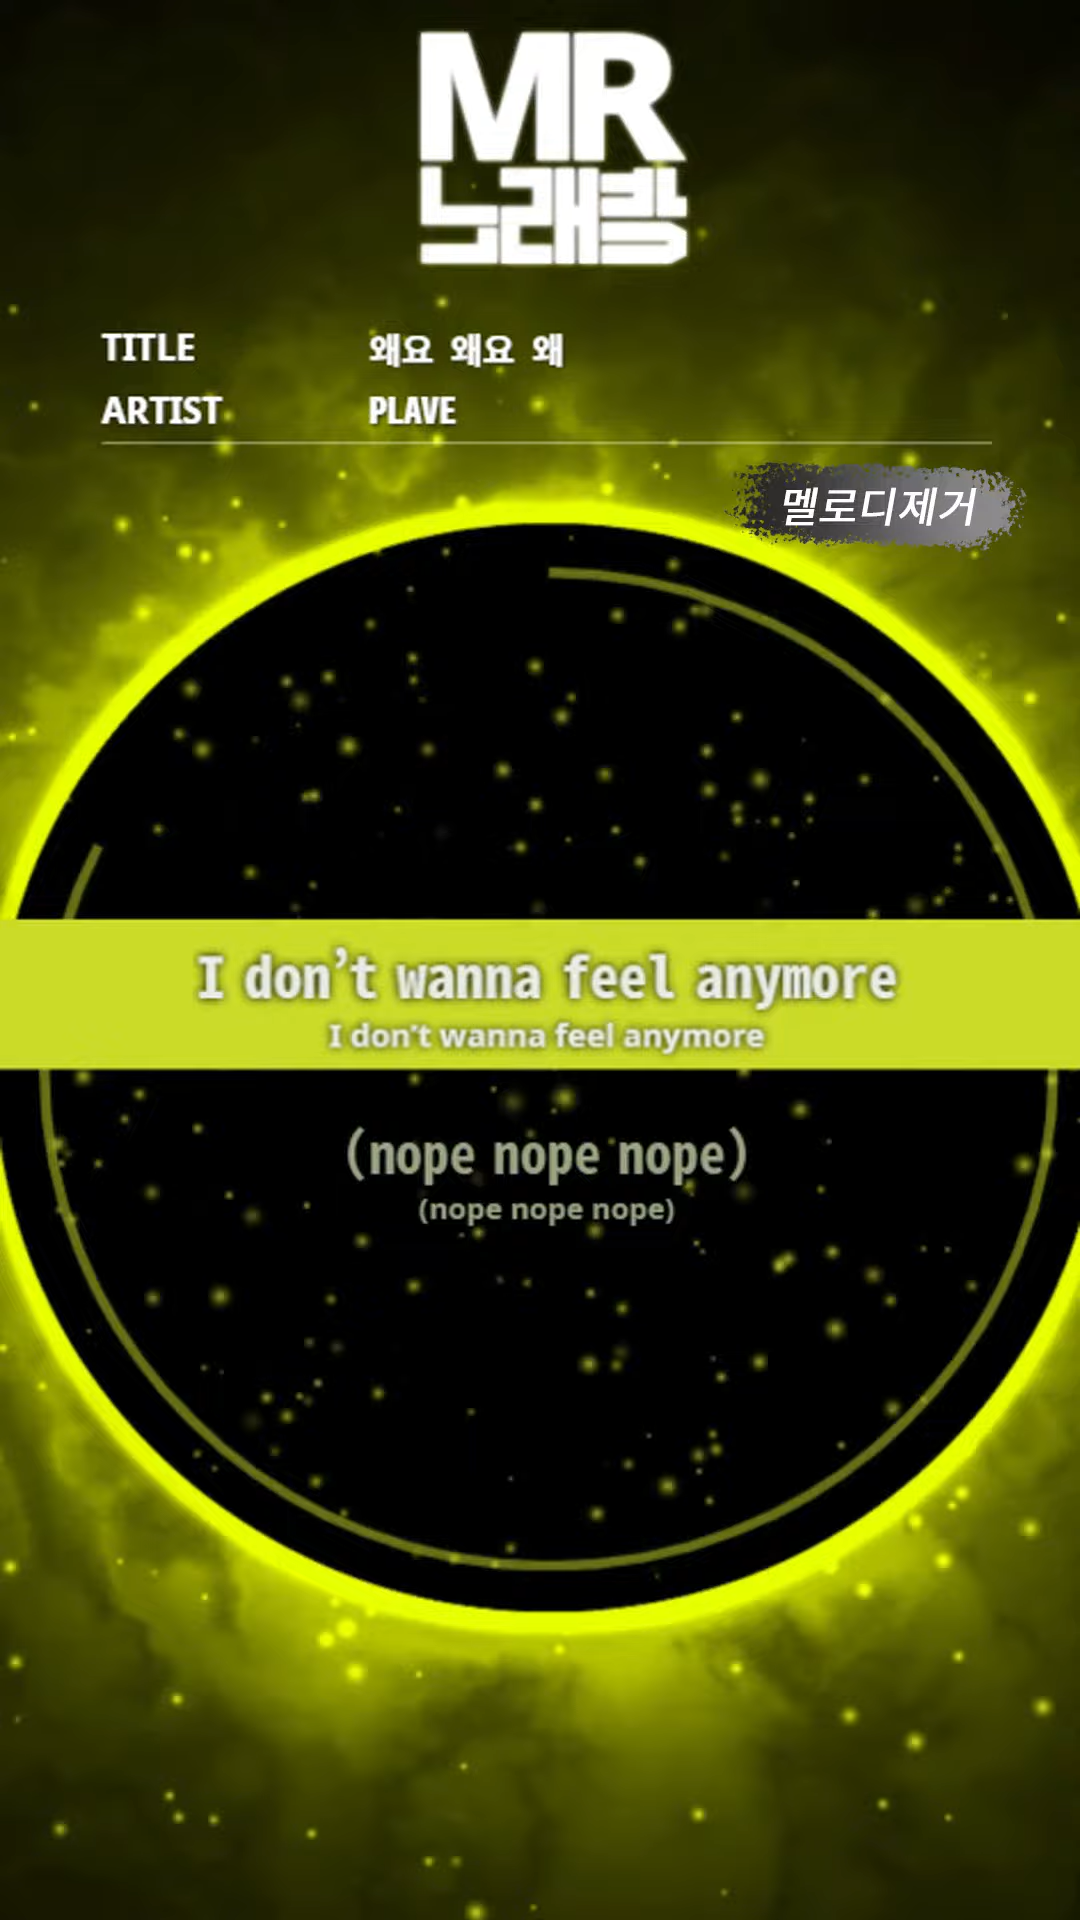 MR
노래방
TITLE 왜요 왜요 왜
ARTIST PLAVE
멜로디제거
I don't wanna feel anymore
I don't wanna feel anymore
(nope nope nope)
(nope nope nope)